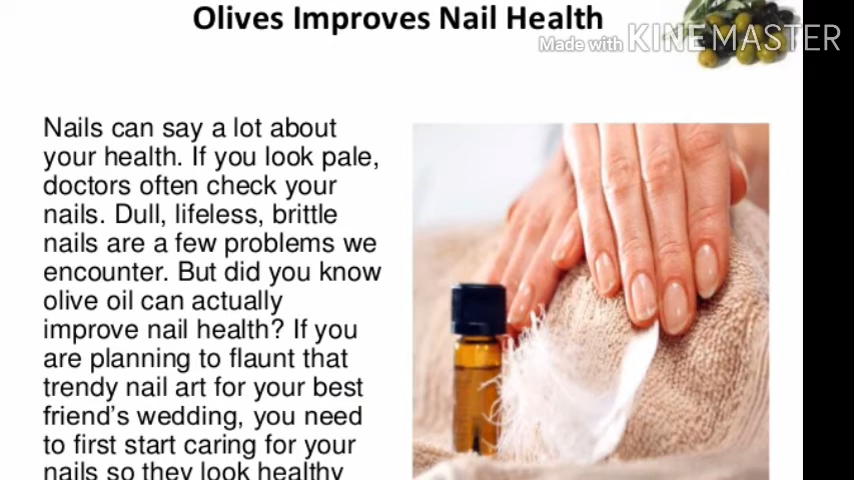 Olives Improves Nail Health
Made with KINEMASTER
Nails can say a lot about
your health. If you look pale,
doctors often check your
nails. Dull, lifeless, brittle
nails are a few problems we
encounter. But did you know
olive oil can actually
improve nail health? If you
are planning to flaunt that
trendy nail art for your best
friend’s wedding, you need
to first start caring for your
nails so they look healthy